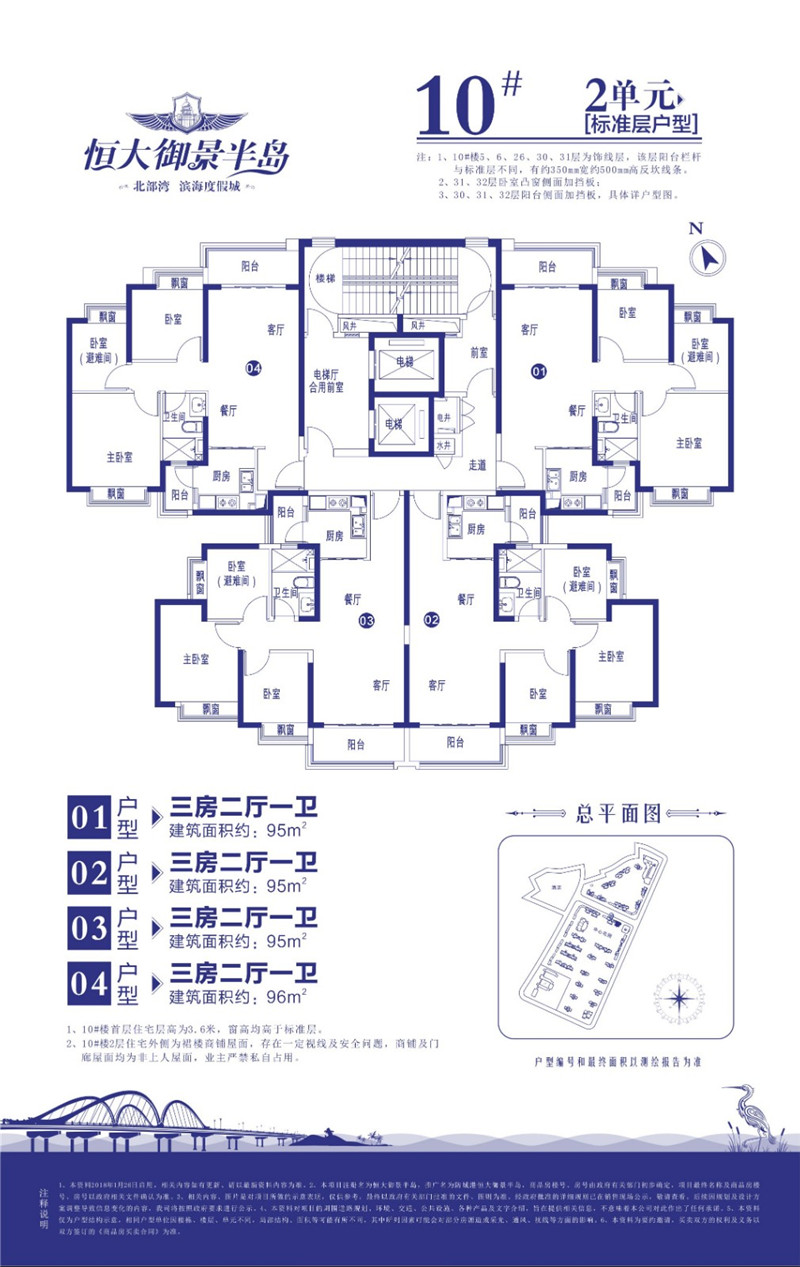 恒大御景半岛
北部湾 滨海度假城
10# 2单元
[标准层户型]
注：1、10#楼5、6、26、30、31层为饰线层，该层阳台栏杆
与标准层不同，有约350mm宽约500mm高反坎线条。
2、31、32层卧室凸窗侧面加挡板；
3、30、31、32层阳台侧面加挡板，具体详户型图。
N
阳台
楼梯
阳台
飘窗
卧室
飘窗
卧室
(避难间)
客厅
04
餐厅
卫生间
主卧室
飘窗
厨房
阳台
风井
风井
电梯厅
合用前室
电梯
电梯
前室
电井
水井
走道
飘窗
卧室
飘窗
卧室
(避难间)
客厅
01
餐厅
卫生间
主卧室
飘窗
厨房
阳台
阳台
厨房
卧室
(避难间)
飘窗
卫生间
餐厅
03
主卧室
飘窗
卧室
飘窗
客厅
阳台
厨房
阳台
卧室
(避难间)
飘窗
卫生间
餐厅
02
主卧室
飘窗
卧室
飘窗
客厅
阳台
01 户型 三房二厅一卫
建筑面积约：95m²
02 户型 三房二厅一卫
建筑面积约：95m²
03 户型 三房二厅一卫
建筑面积约：95m²
04 户型 三房二厅一卫
建筑面积约：96m²
1、10#楼首层住宅层高为3.6米，窗高均高于标准层。
2、10#楼2层住宅外侧为裙楼商铺屋面，存在一定视线及安全问题，商铺及门
廊屋面均为非上人屋面，业主严禁私自占用。
总平面图
中心花园
户型编号和最终面积以测绘报告为准
注释说明